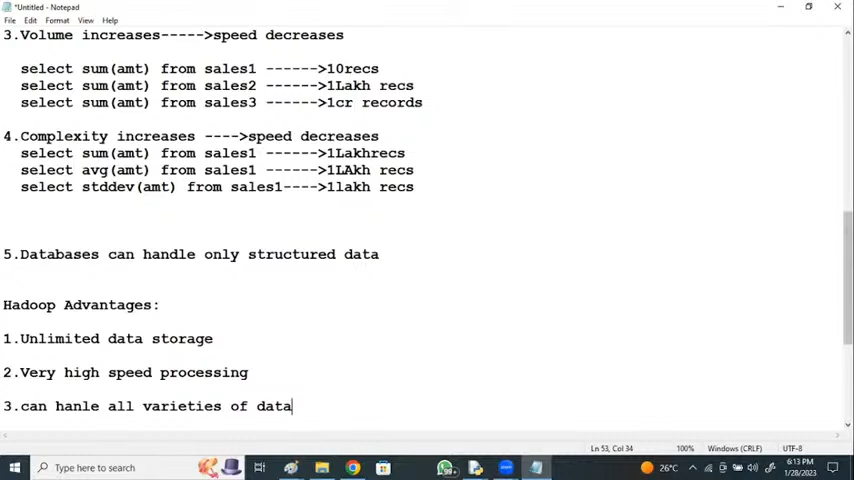 *Untitled - Notepad
File Edit Format View Help
3.Volume increases----->speed decreases
select sum(amt) from sales1 ------>10recs
select sum(amt) from sales2 ------>1Lakh recs
select sum(amt) from sales3 ------>1cr records
4.Complexity increases ---->speed decreases
select sum(amt) from sales1 ------>1Lakhrecs
select avg(amt) from sales1 ------>1LAkh recs
select stddev(amt) from sales1---->1lakh recs
5.Databases can handle only structured data
Hadoop Advantages:
1.Unlimited data storage
2.Very high speed processing
3.can hanle all varieties of data
Ln 53, Col 34 100% Windows (CRLF) UTF-8
Type here to search 99+ 26°C 6:13 PM
1/28/2023